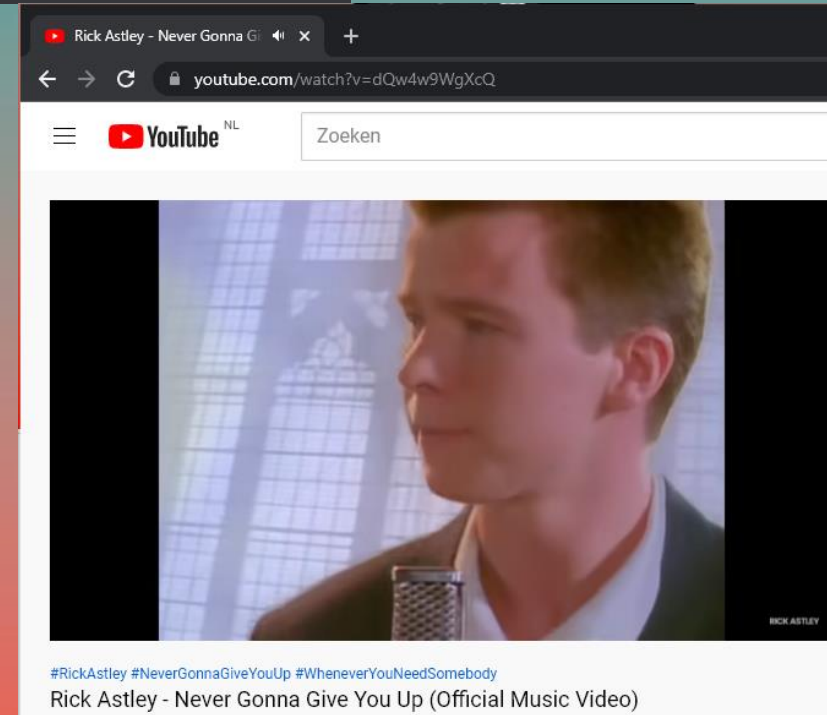 Rick Astley - Never Gonna Gi
youtube.com/watch?v=dQw4w9WgXcQ
YouTube NL
Zoeken
RICK ASTLEY
#RickAstley #NeverGonnaGiveYouUp #WheneverYouNeedSomebody
Rick Astley - Never Gonna Give You Up (Official Music Video)